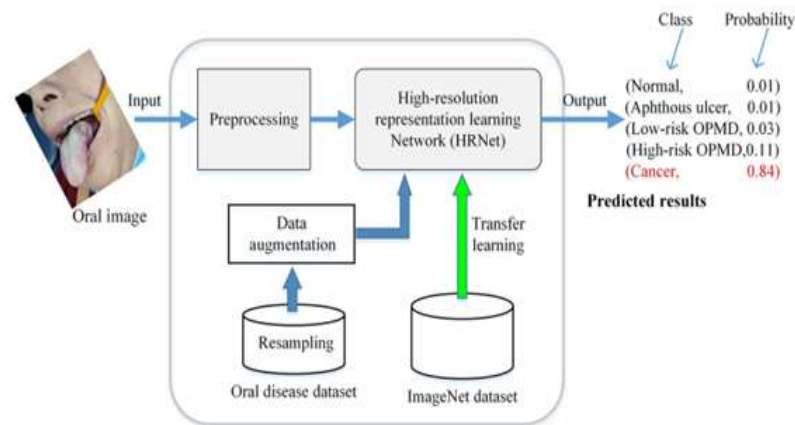 Class Probability
Input
Preprocessing
High-resolution
representation learning
Network (HRNet)
Output
(Normal, 0.01)
(Aphthous ulcer, 0.01)
(Low-risk OPMD, 0.03)
(High-risk OPMD,0.11)
(Cancer, 0.84)
Predicted results
Oral image
Data
augmentation
Transfer
learning
Resampling
Oral disease dataset
ImageNet dataset